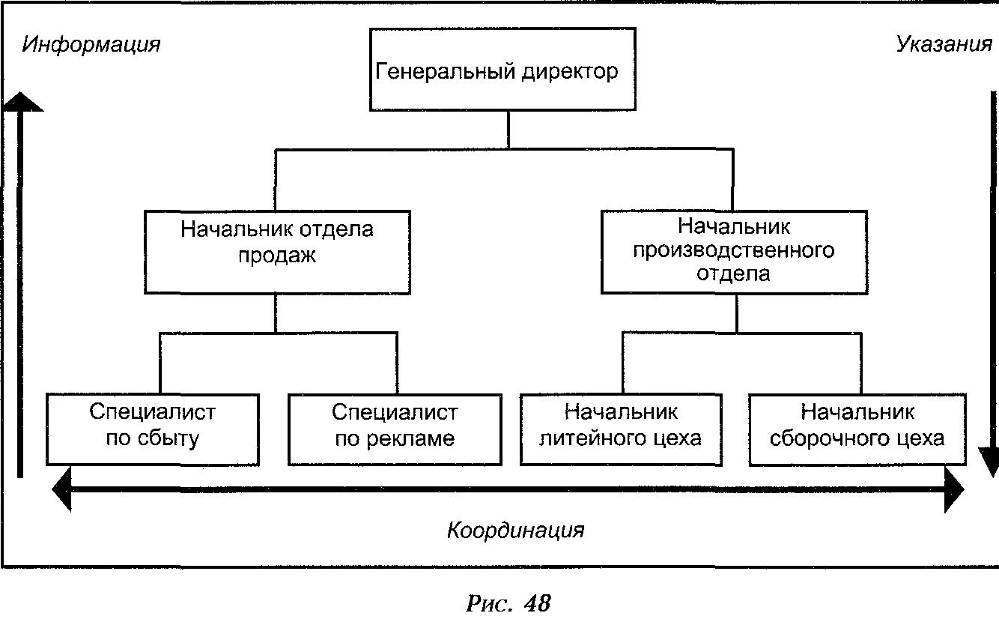 Информация
Указания
Генеральный директор
Начальник отдела
продаж
Начальник
производственного
отдела
Специалист
по сбыту
Специалист
по рекламе
Начальник
литейного цеха
Начальник
сборочного цеха
Координация
Рис. 48